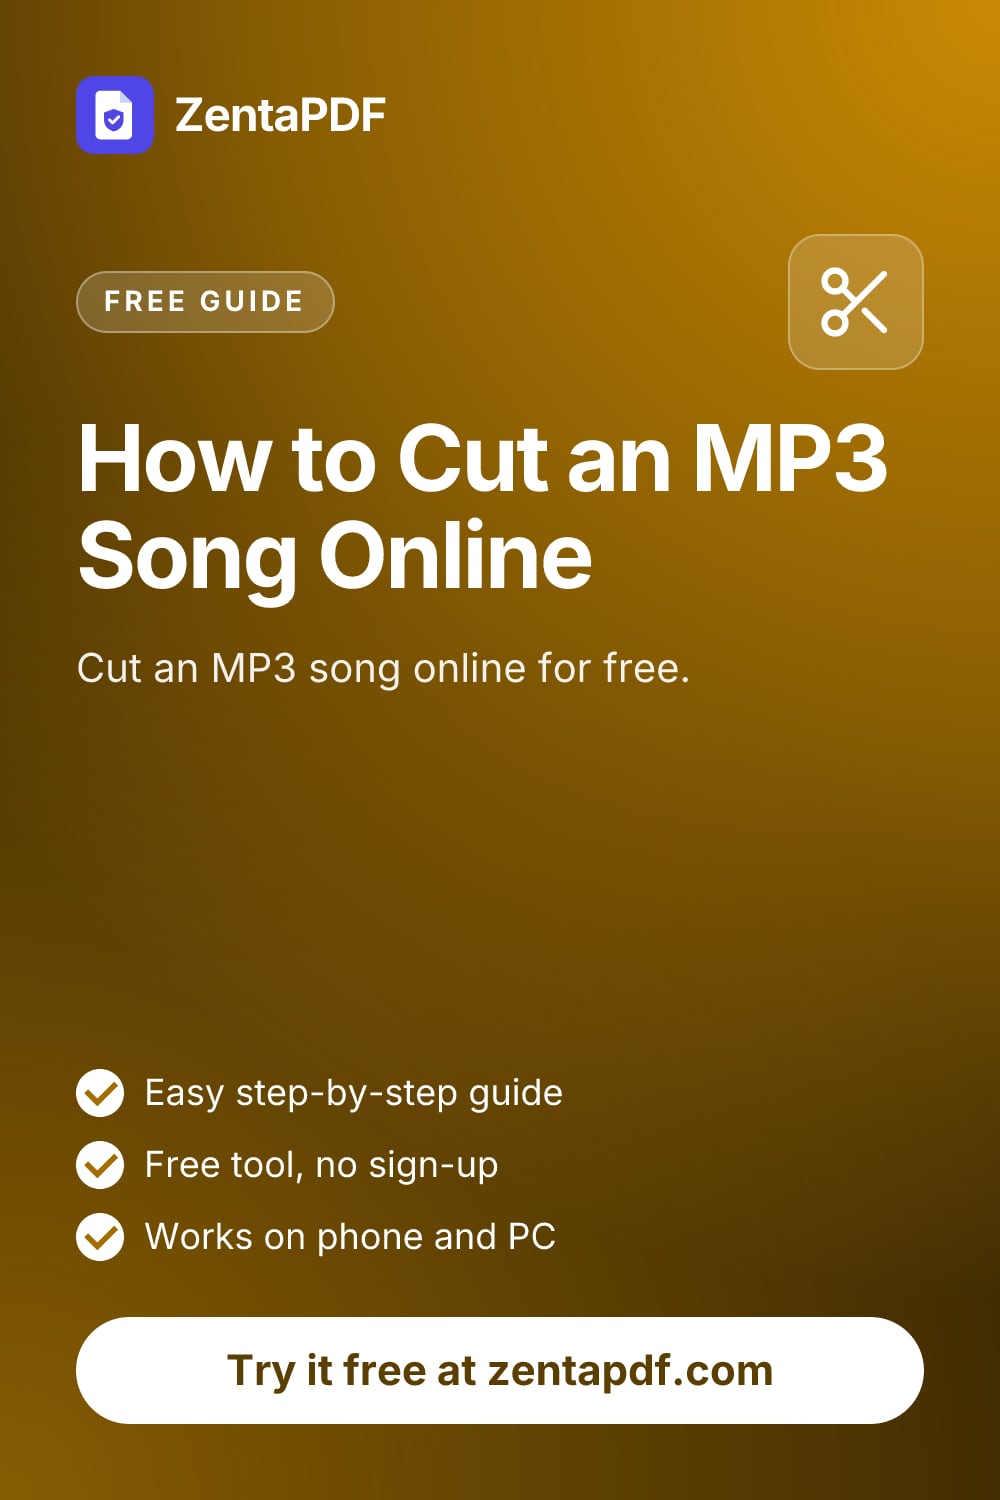 ZentaPDF
FREE GUIDE
How to Cut an MP3
Song Online
Cut an MP3 song online for free.
Easy step-by-step guide
Free tool, no sign-up
Works on phone and PC
Try it free at zentapdf.com